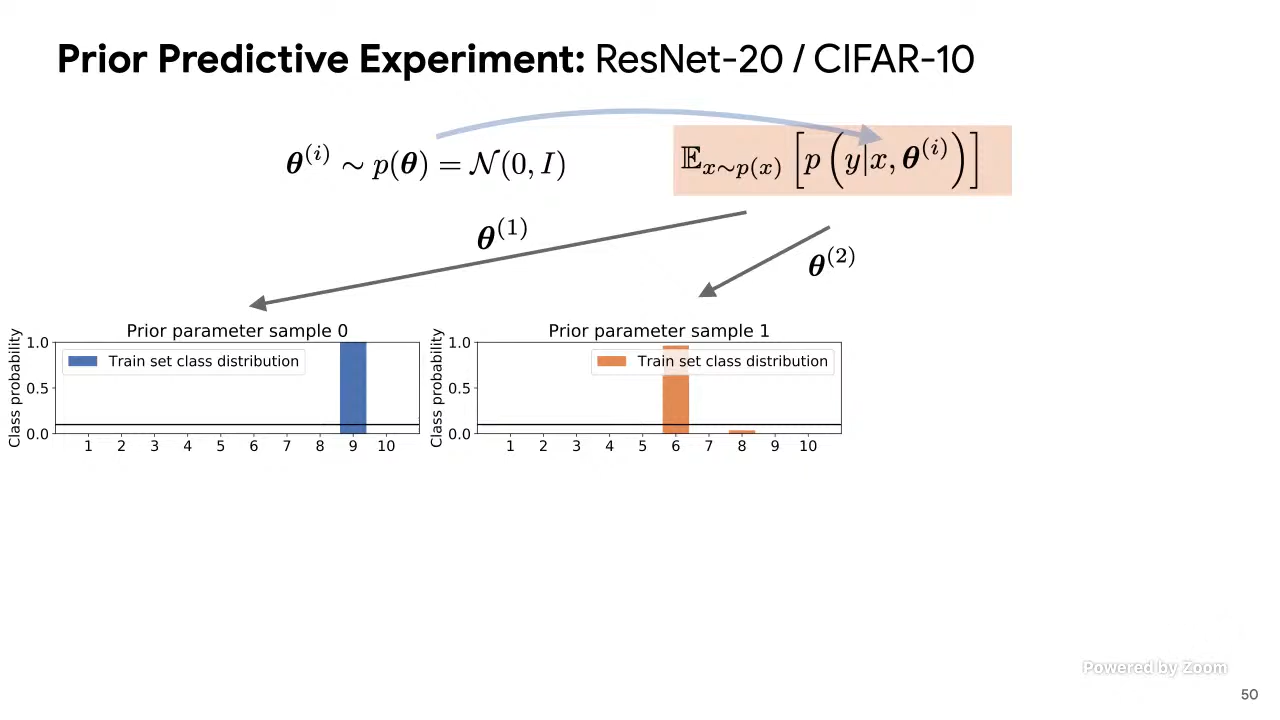 Prior Predictive Experiment: ResNet-20 / CIFAR-10
θ^(i) ∼ p(θ) = 𝒩(0, I)
𝔼_{x∼p(x)} [p (y|x, θ^(i))]
θ^(1)
θ^(2)
Prior parameter sample 0
Class probability
1.0
0.5
0.0
Train set class distribution
1 2 3 4 5 6 7 8 9 10
Prior parameter sample 1
Class probability
1.0
0.5
0.0
Train set class distribution
1 2 3 4 5 6 7 8 9 10
Powered by Zoom
50